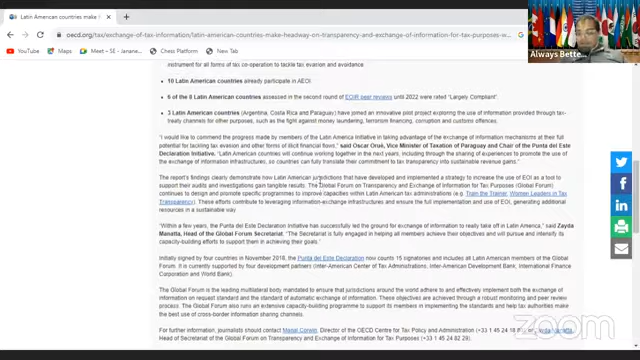 Latin American countries make h
oecd.org/tax/exchange-of-tax-information/latin-american-countries-make-headway-on-transparency-and-exchange-of-information-for-tax-purposes-w...
Chess Platform
New Tab
Always Bette...
instrument for all forms of tax co-operation to tackle tax evasion and avoidance
10 Latin American countries already participate in AEOI.
6 of the 8 Latin American countries assessed in the second round of EOIR peer reviews until 2022 were rated "Largely Compliant"
3 Latin American countries (Argentina, Costa Rica and Paraguay) have joined an innovative pilot project exploring the use of information provided through tax-
treaty channels for other purposes, such as the fight against money laundering, terrorism financing, corruption and customs offences.
"I would like to commend the progress made by members of the Latin America Initiative in taking advantage of the exchange of information mechanisms at their full
potential for tackling tax evasion and other forms of illicit financial flows," said Oscar Orué, Vice Minister of Taxation of Paraguay and Chair of the Punta del Este
Declaration Initiative. "Latin American countries will continue working together in the next years, including through the sharing of experiences to promote the use of
the exchange of information infrastructures, so countries can fully translate their commitment to tax transparency into sustainable revenue gains."
The report's findings clearly demonstrate how Latin American jurisdictions that have developed and implemented a strategy to increase the use of EOI as a tool to
support their audits and investigations gain tangible results. The Global Forum on Transparency and Exchange of Information for Tax Purposes (Global Forum)
continues to design and promote specific programmes to improve capacities within Latin American tax administrations (e.g. Train the Trainer, Women Leaders in Tax
Transparency). These efforts contribute to leveraging information-exchange infrastructures and ensure the full implementation and use of EOI, generating additional
resources in a sustainable way.
"Within a few years, the Punta del Este Declaration Initiative has successfully led the ground for exchange of information to really take off in Latin America," said Zayda
Manatta, Head of the Global Forum Secretariat. "The Secretariat is fully engaged in helping all members achieve their objectives and will pursue and intensify its
capacity-building efforts to support them in achieving their goals."
Initially signed by four countries in November 2018, the Punta del Este Declaration now counts 15 signatories and includes all Latin American members of the Global
Forum. It is currently supported by four development partners (Inter-American Center of Tax Administrations, Inter-American Development Bank, International Finance
Corporation and World Bank).
The Global Forum is the leading multilateral body mandated to ensure that jurisdictions around the world adhere to and effectively implement both the exchange of
information on request standard and the standard of automatic exchange of information. These objectives are achieved through a robust monitoring and peer review
process. The Global Forum also runs an extensive capacity-building programme to support its members in implementing the standards and help tax authorities make
the best use of cross-border information sharing channels.
For further information, journalists should contact Manal Corwin, Director of the OECD Centre for Tax Policy and Administration (+33 1 45 24 18
Head of Secretariat of the Global Forum on Transparency and Exchange of Information for Tax Purposes (+33 1 45 24 82 29).
zoom